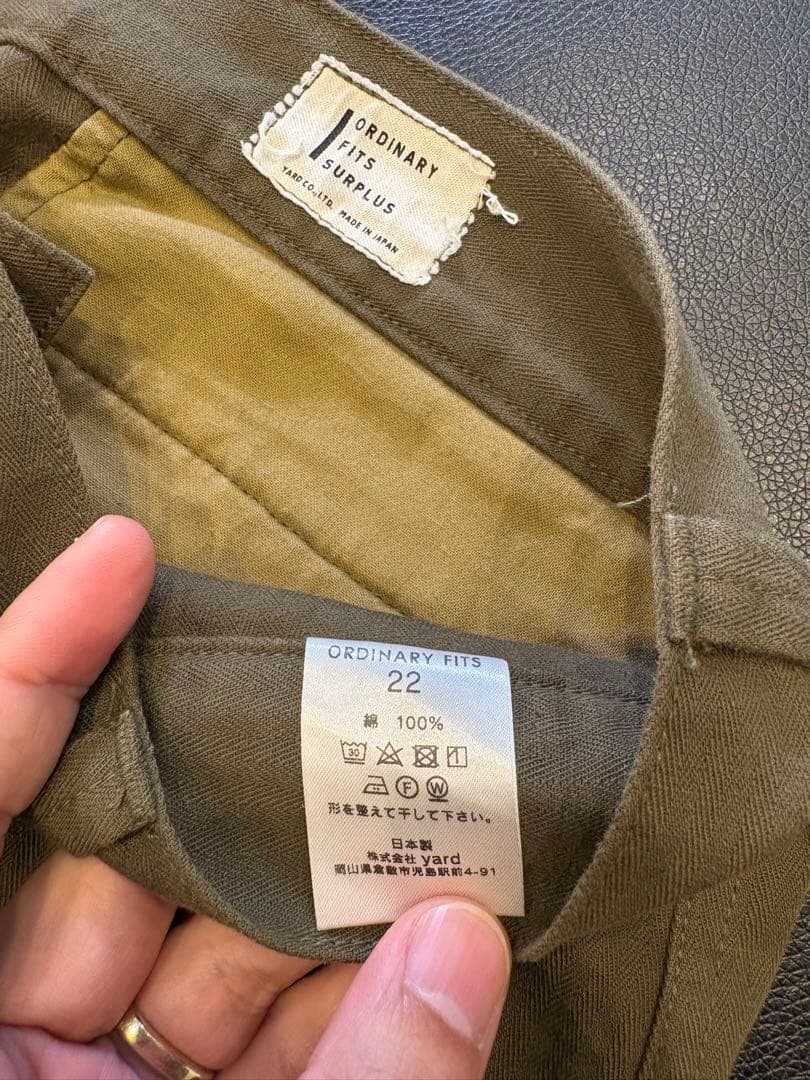 ORDINARY
FITS
SURPLUS
YARD CO.,LTD. MADE IN JAPAN
ORDINARY FITS
22
綿 100%
30
F W
形を整えて干して下さい。
日本製
株式会社 yard
岡山県倉敷市児島駅前4-91